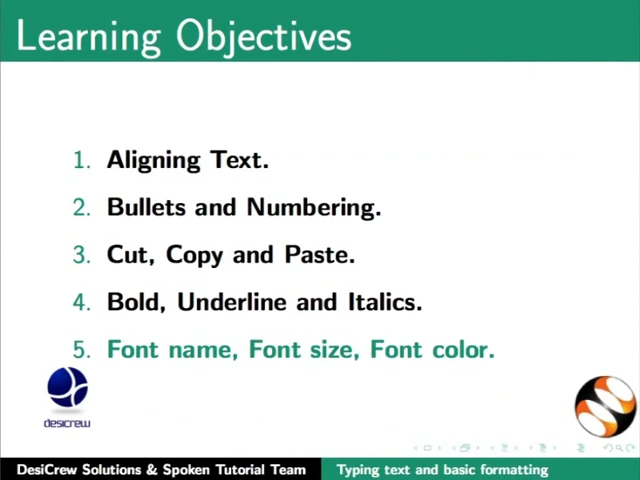 Learning Objectives
1. Aligning Text.
2. Bullets and Numbering.
3. Cut, Copy and Paste.
4. Bold, Underline and Italics.
5. Font name, Font size, Font color.
desicrew
DesiCrew Solutions & Spoken Tutorial Team Typing text and basic formatting